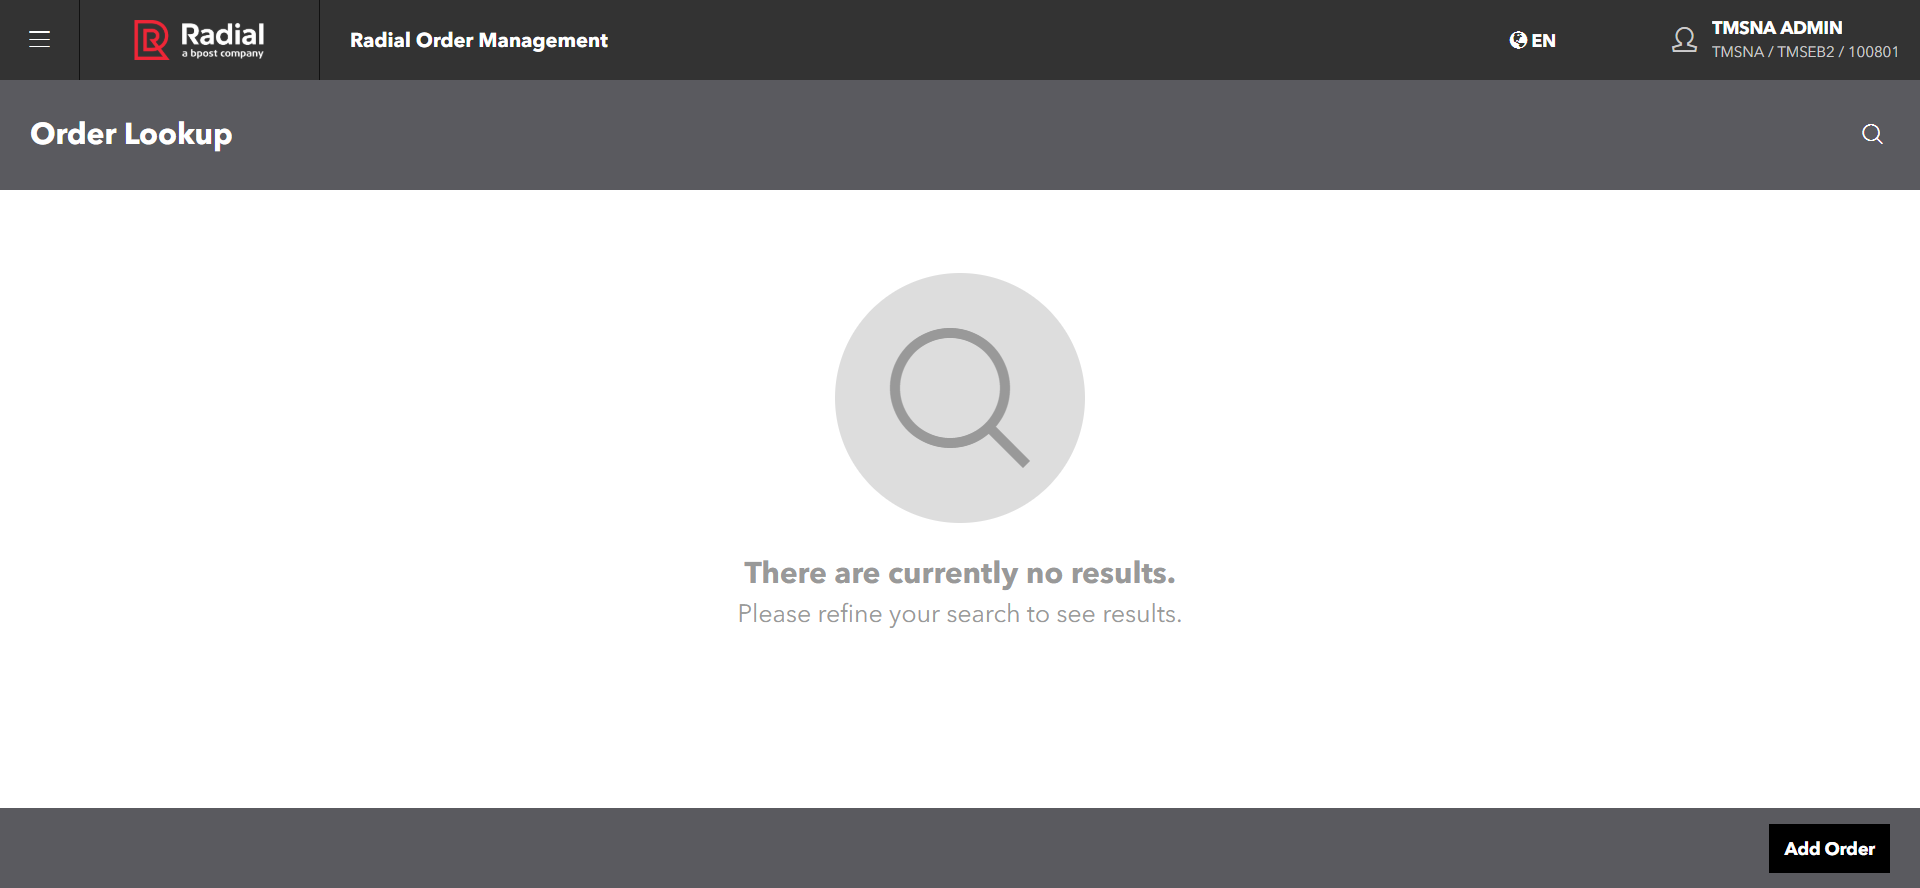 Radial
a bpost company
Radial Order Management
EN
TMSNA ADMIN
TMSNA / TMSEB2 / 100801
Order Lookup
There are currently no results.
Please refine your search to see results.
Add Order